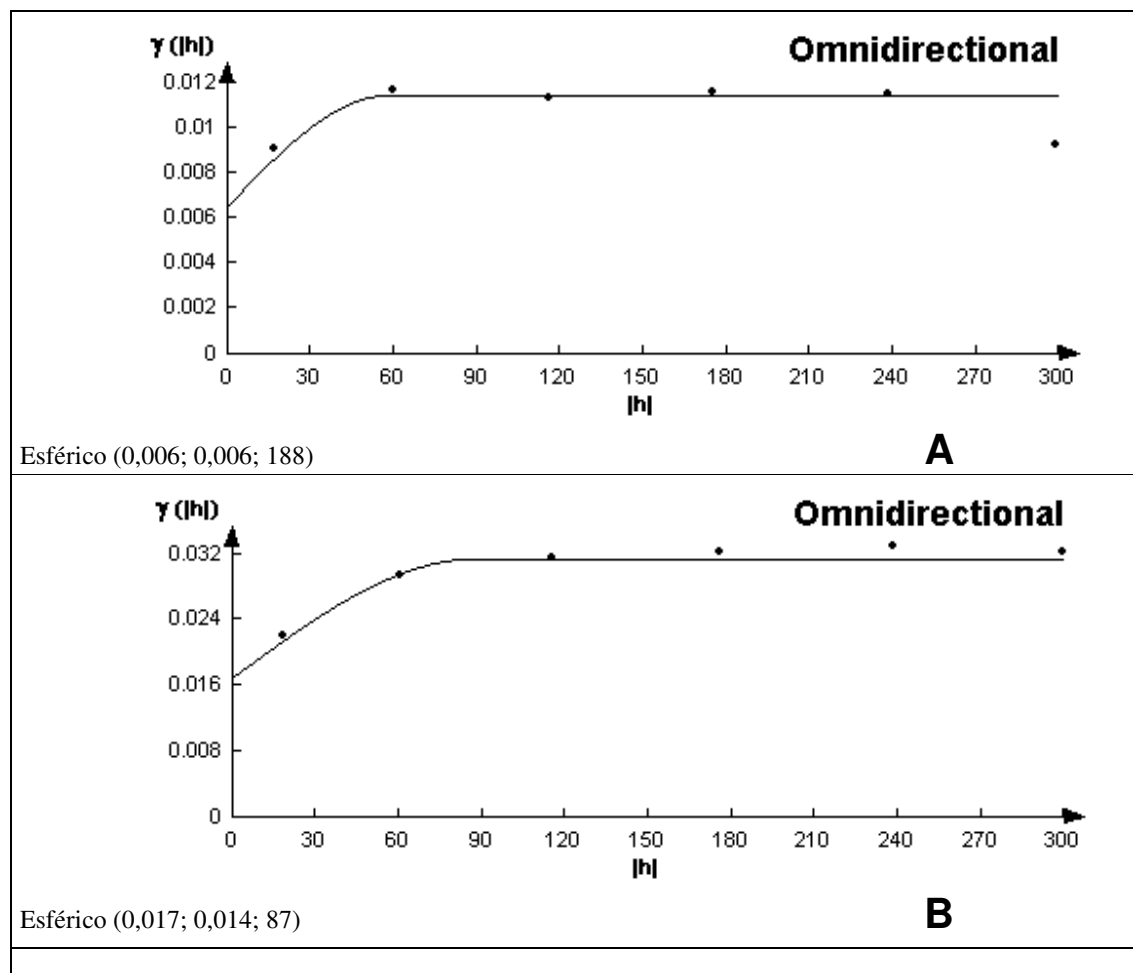 γ (|h|)
Omnidirectional
0.012
0.01
0.008
0.006
0.004
0.002
0
0 30 60 90 120 150 180 210 240 270 300
|h|
Esférico (0,006; 0,006; 188)
A
γ (|h|)
Omnidirectional
0.032
0.024
0.016
0.008
0
0 30 60 90 120 150 180 210 240 270 300
|h|
Esférico (0,017; 0,014; 87)
B